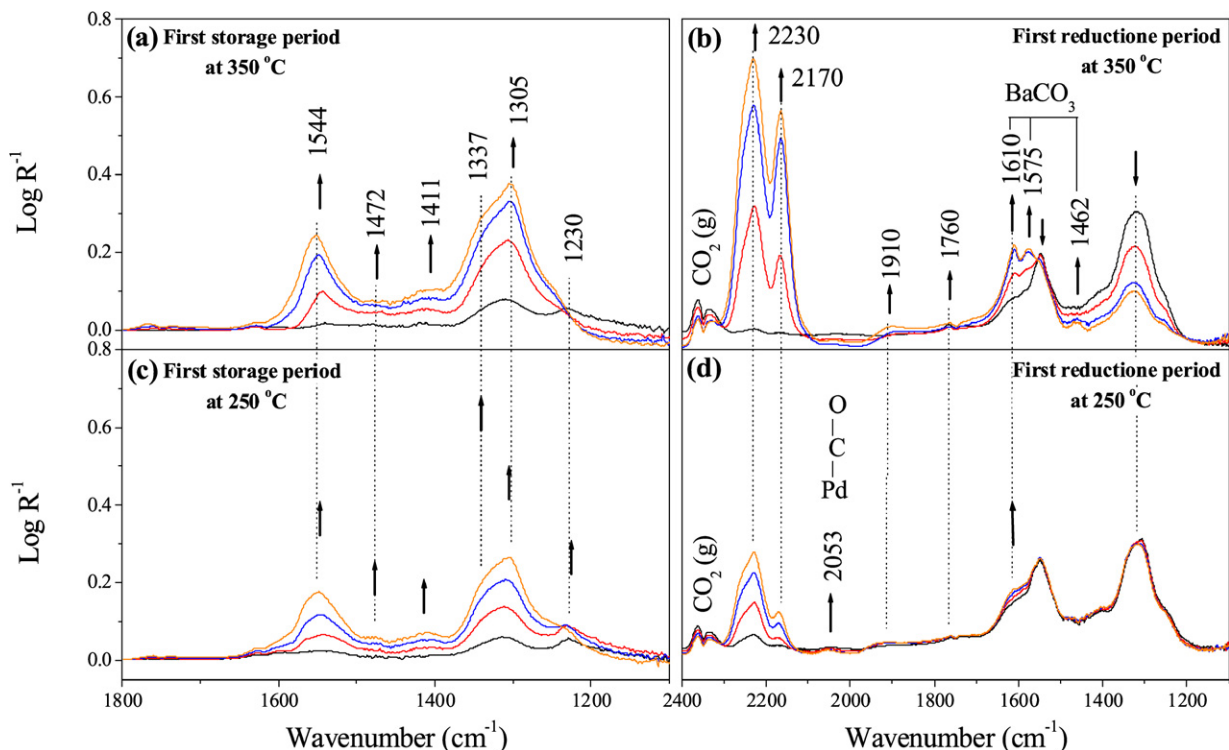 (a) First storage period
at 350 °C
1544
1472
1411
1337
1305
1230
0.8
0.6
0.4
0.2
0.0
Log R⁻¹
(b)
First reductione period
at 350 °C
2230
2170
BaCO₃
1610
1575
1462
CO₂ (g)
1910
1760
(c) First storage period
at 250 °C
0.8
0.6
0.4
0.2
0.0
Log R⁻¹
1800
1600
1400
1200
Wavenumber (cm⁻¹)
(d)
First reductione period
at 250 °C
O
C
Pd
CO₂ (g)
2053
2400
2200
2000
1800
1600
1400
1200
Wavenumber (cm⁻¹)